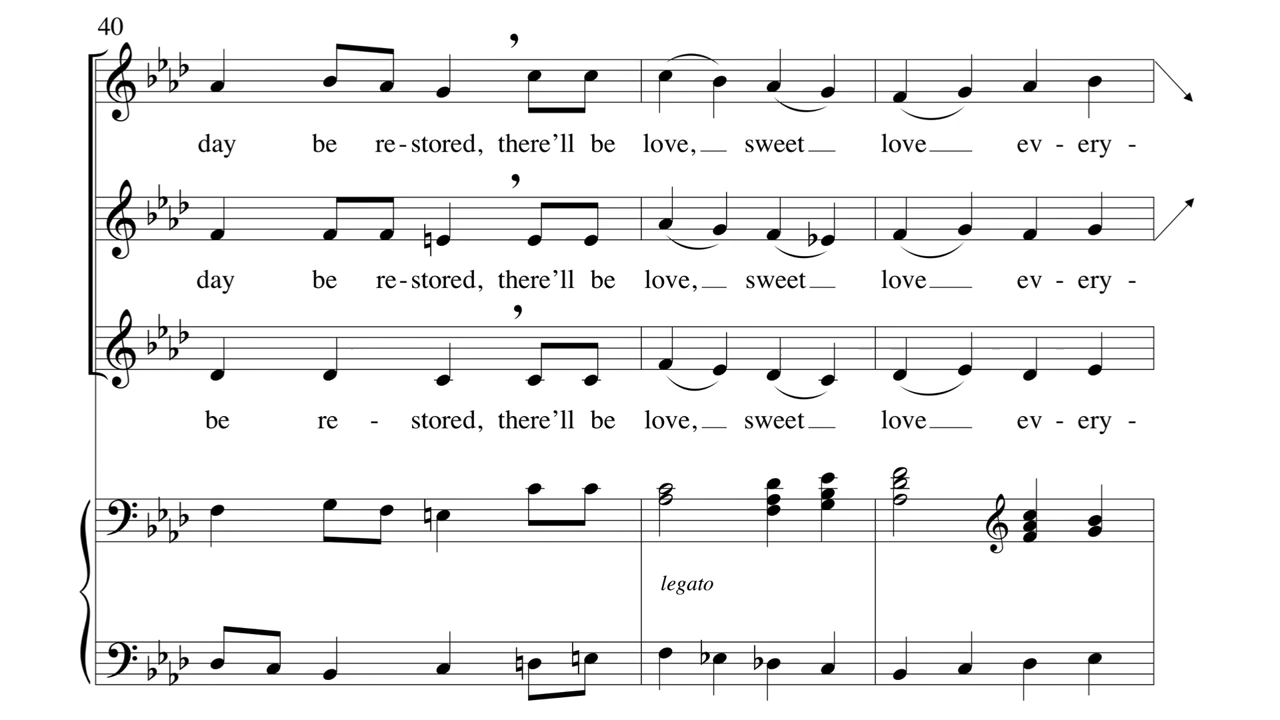 40
day be re-stored, there’ll be love, sweet love ev - ery -
day be re-stored, there’ll be love, sweet love ev - ery -
be re - stored, there’ll be love, sweet love ev - ery -
legato